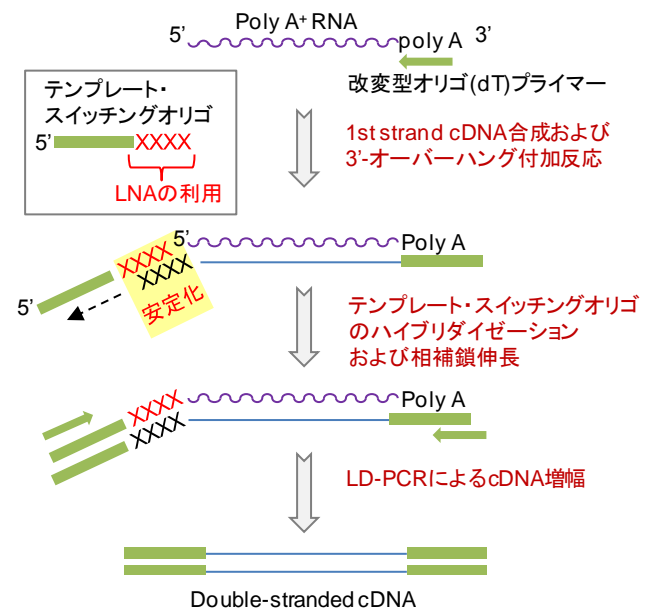 Poly A+ RNA
5’
poly A
3’
改変型オリゴ(dT)プライマー
テンプレート・
スイッチングオリゴ
5’
XXXX
LNAの利用
1st strand cDNA合成および
3’-オーバーハング付加反応
5’
XXXX
XXXX
Poly A
5’
安定化
テンプレート・スイッチングオリゴ
のハイブリダイゼーション
および相補鎖伸長
XXXX
XXXX
Poly A
LD-PCRによるcDNA増幅
Double-stranded cDNA